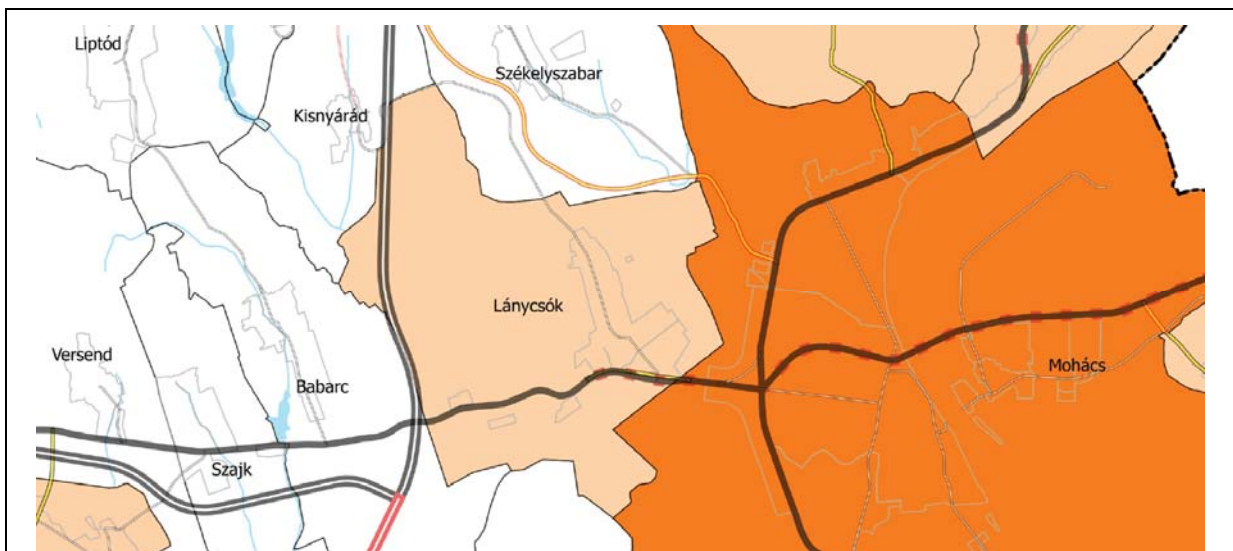 Liptód
Székelyszabar
Kisnyárád
Lánycsók
Versend
Babarc
Mohács
Szajk